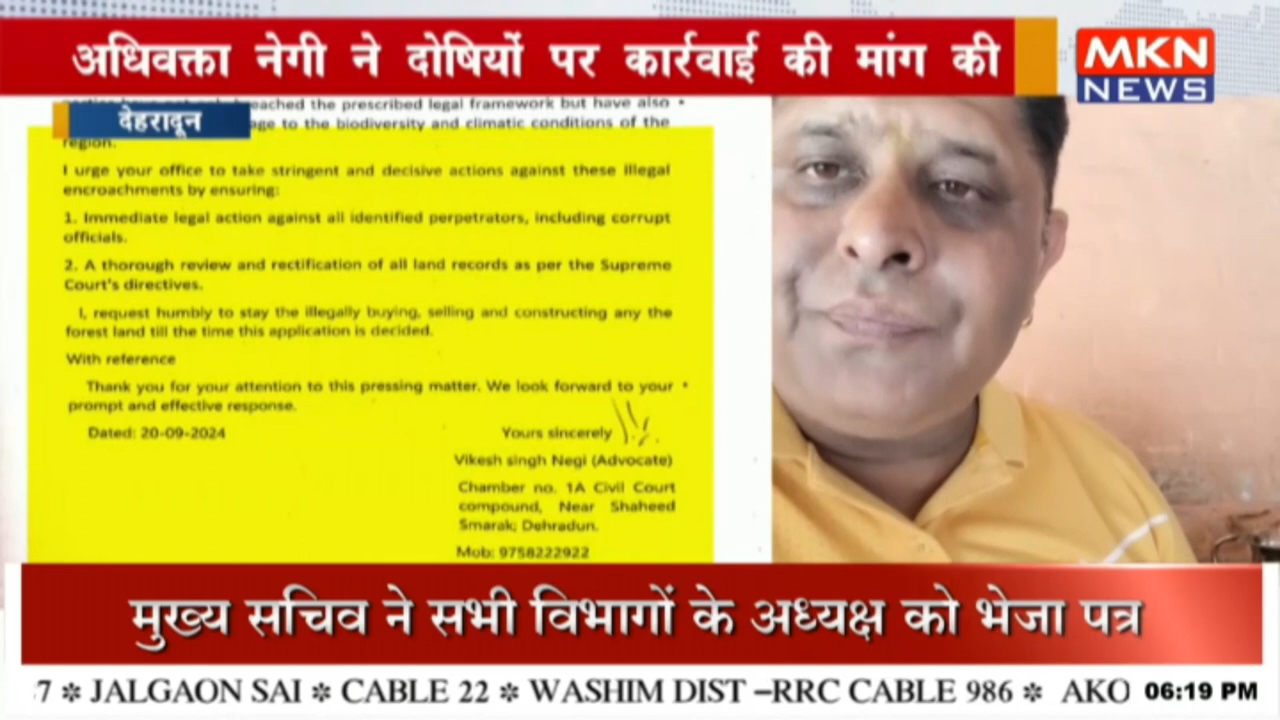 अधिवक्ता नेगी ने दोषियों पर कार्रवाई की मांग की
MKN
NEWS
देहरादून
the prescribed legal framework but have also
to the biodiversity and climatic conditions of the
region.
I urge your office to take stringent and decisive actions against these illegal
encroachments by ensuring:
1. Immediate legal action against all identified perpetrators, including corrupt
officials.
2. A thorough review and rectification of all land records as per the Supreme
Court's directives.
I, request humbly to stay the illegally buying, selling and constructing any the
forest land till the time this application is decided.
With reference
Thank you for your attention to this pressing matter. We look forward to your
prompt and effective response.
Dated: 20-09-2024
Yours sincerely
Vikesh singh Negi (Advocate)
Chamber no. 1A Civil Court
compound, Near Shaheed
Smarak; Dehradun.
Mob: 9758222922
मुख्य सचिव ने सभी विभागों के अध्यक्ष को भेजा पत्र
7 ❊ JALGAON SAI ❊ CABLE 22 ❊ WASHIM DIST –RRC CABLE 986 ❊ AKO
06:19 PM